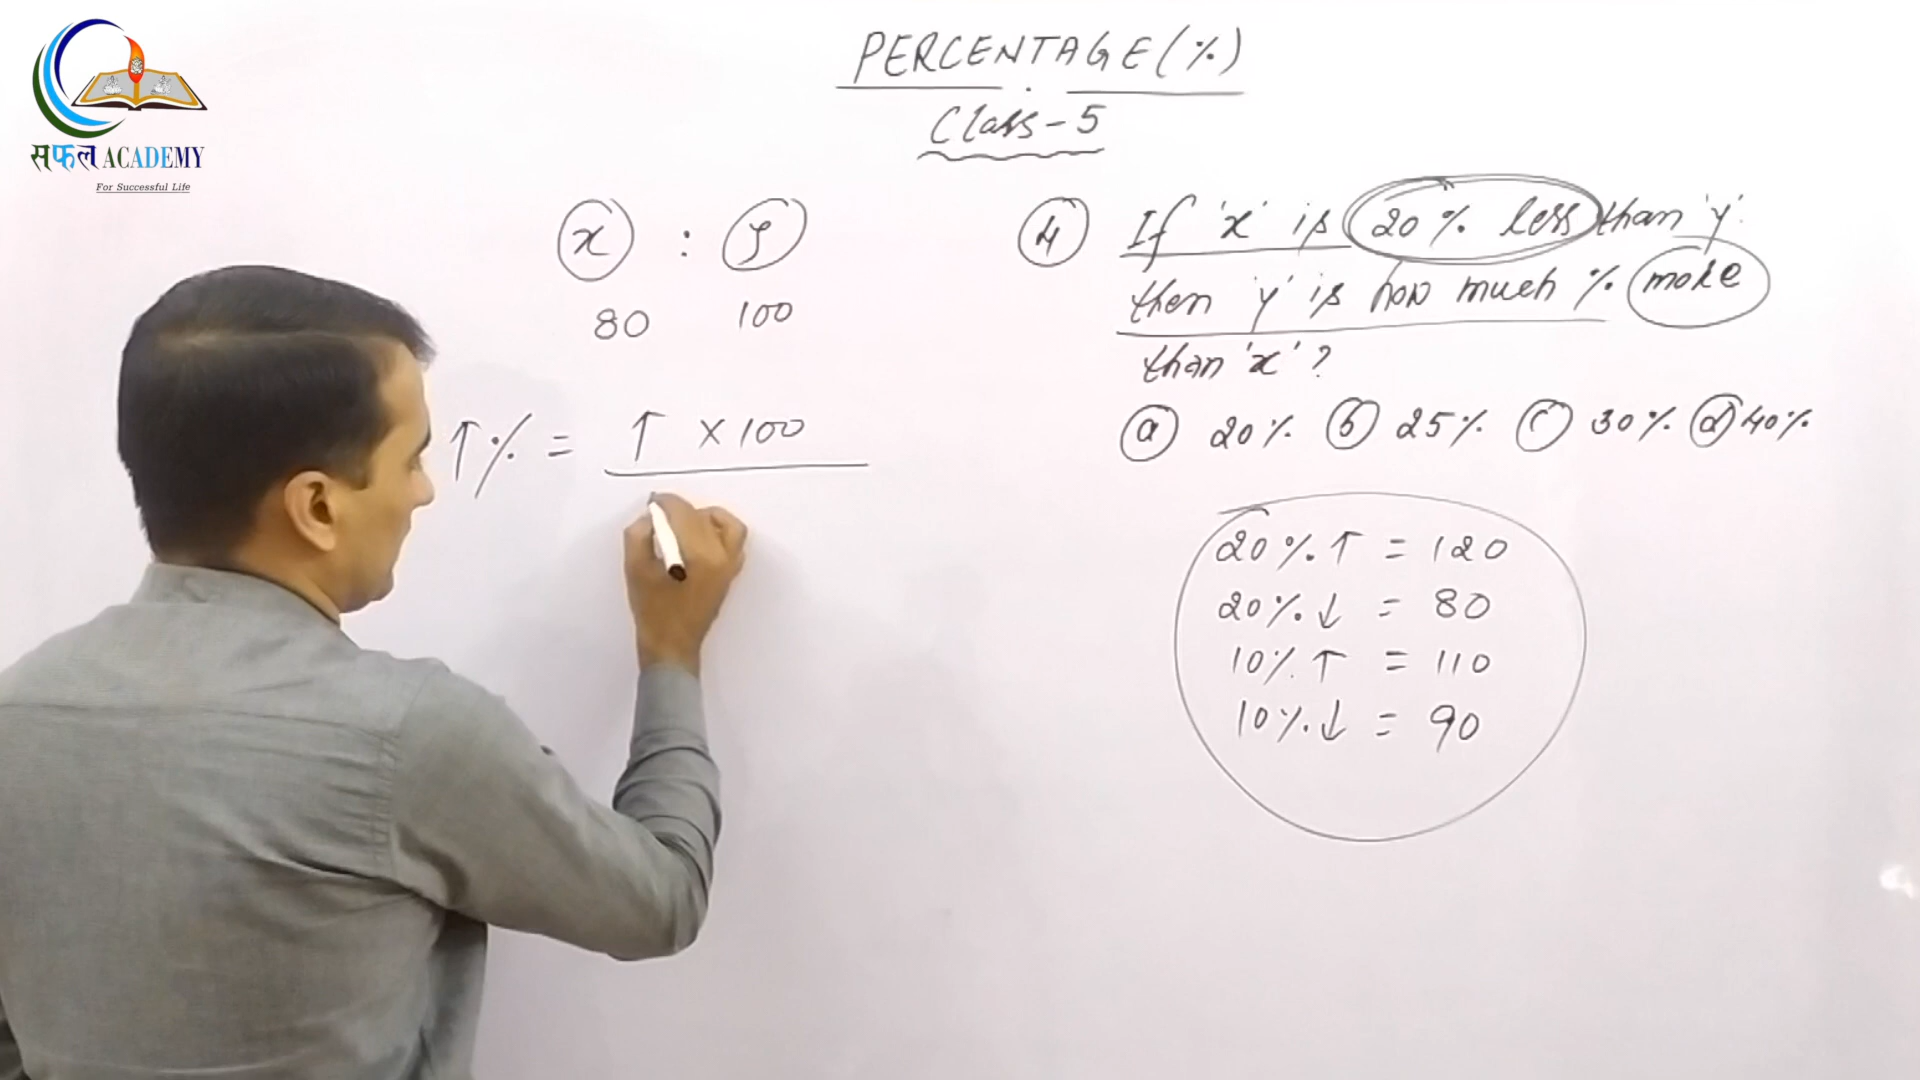 सफल ACADEMY
For Successful Life
PERCENTAGE (%)
Class-5
x : y
80 100
↑% = ↑ × 100
④ If 'x' is 20% less than 'y'
then 'y' is how much % more
than 'x'?
ⓐ 20% ⓑ 25% ⓒ 30% ⓓ 40%
20% ↑ = 120
20% ↓ = 80
10% ↑ = 110
10% ↓ = 90